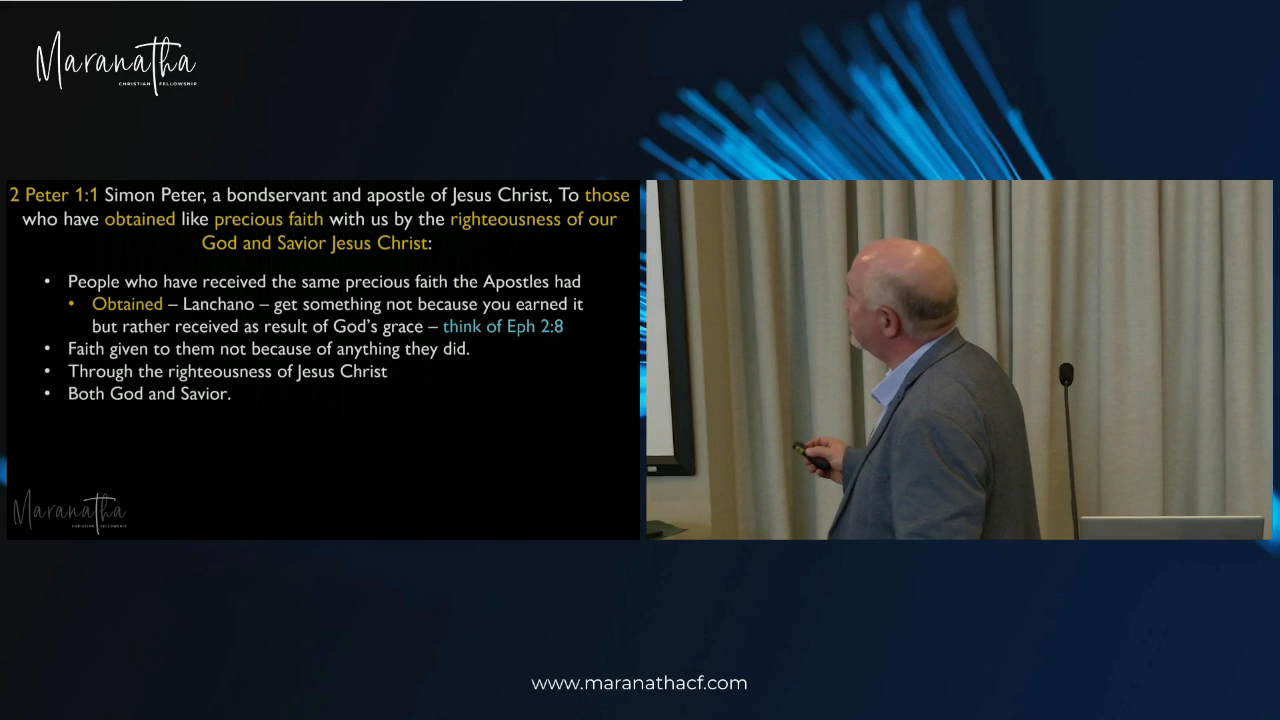 Maranatha
CHRISTIAN FELLOWSHIP
2 Peter 1:1 Simon Peter, a bondservant and apostle of Jesus Christ, To those
who have obtained like precious faith with us by the righteousness of our
God and Savior Jesus Christ:
• People who have received the same precious faith the Apostles had
• Obtained – Lanchano – get something not because you earned it
but rather received as result of God's grace – think of Eph 2:8
• Faith given to them not because of anything they did.
• Through the righteousness of Jesus Christ
• Both God and Savior.
Maranatha
CHRISTIAN FELLOWSHIP
www.maranathacf.com